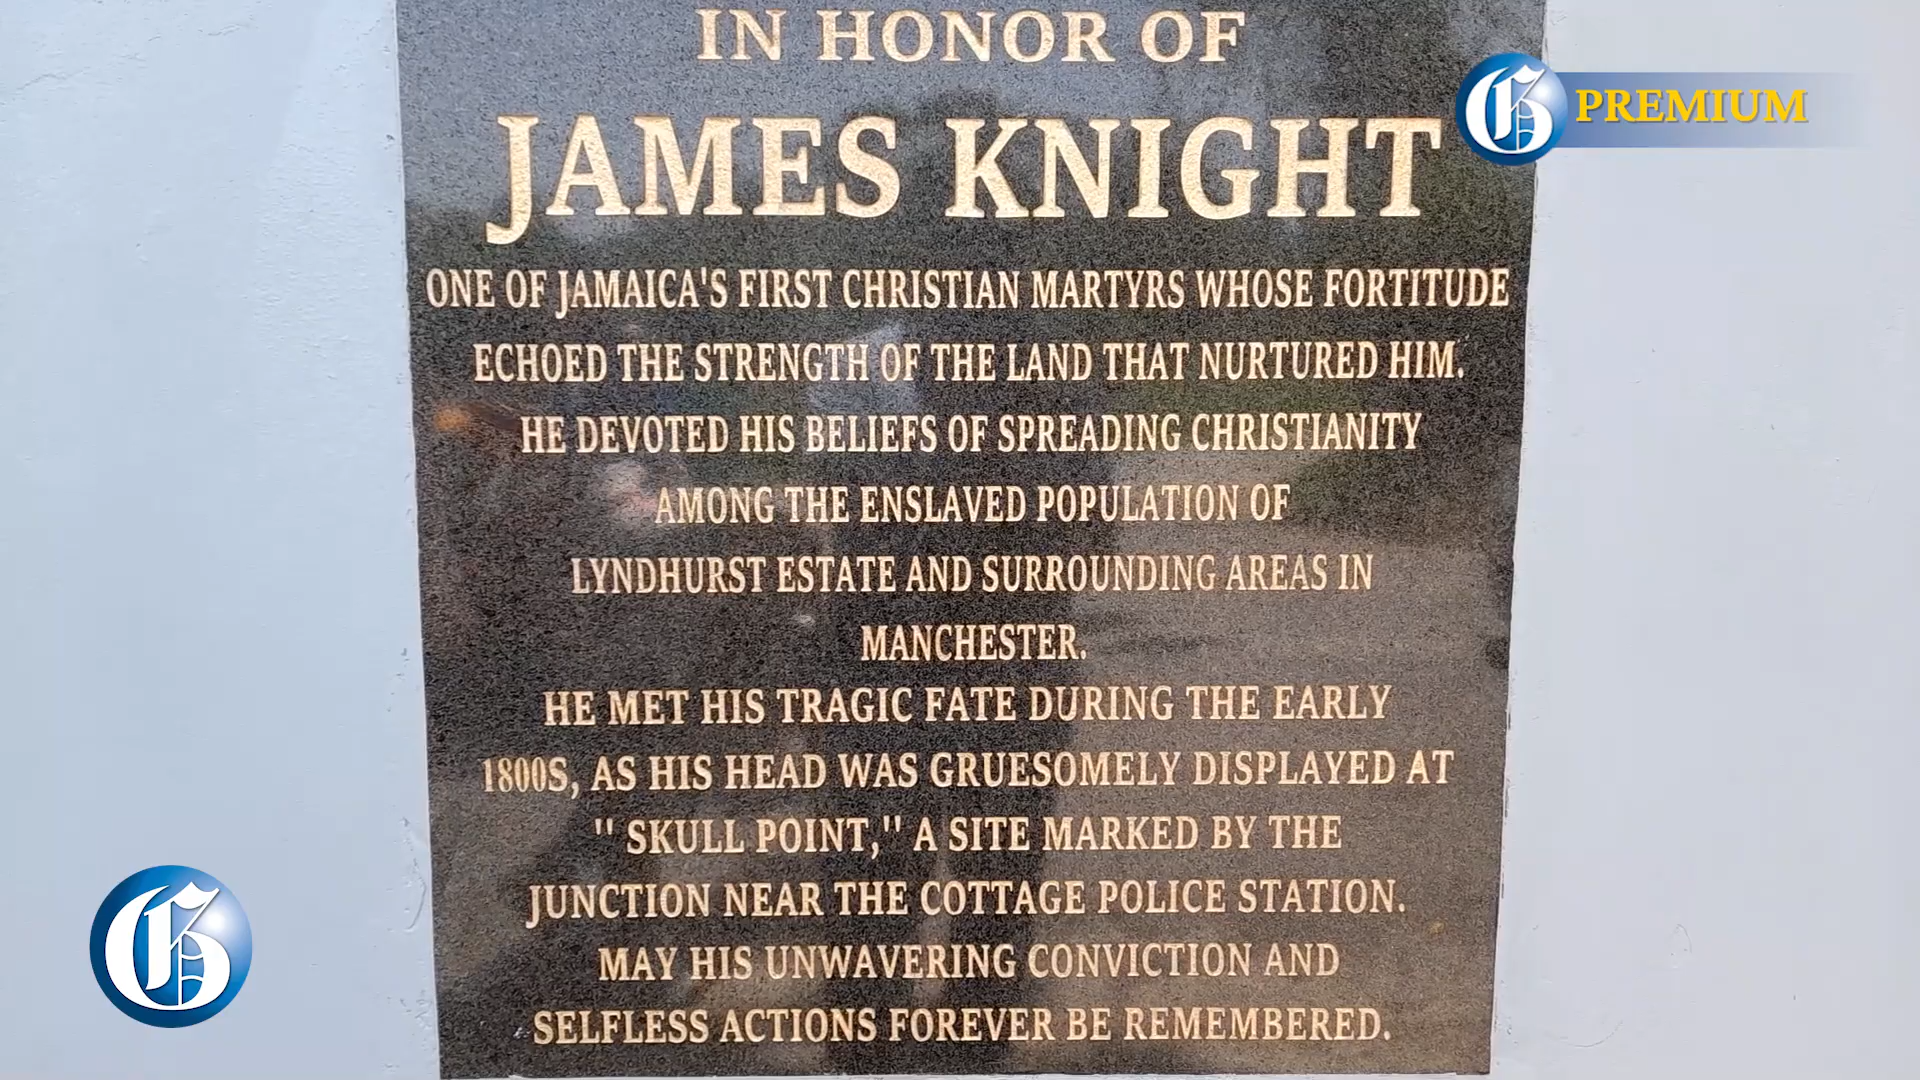 IN HONOR OF
JAMES KNIGHT
ONE OF JAMAICA'S FIRST CHRISTIAN MARTYRS WHOSE FORTITUDE
ECHOED THE STRENGTH OF THE LAND THAT NURTURED HIM.
HE DEVOTED HIS BELIEFS OF SPREADING CHRISTIANITY
AMONG THE ENSLAVED POPULATION OF
LYNDHURST ESTATE AND SURROUNDING AREAS IN
MANCHESTER.
HE MET HIS TRAGIC FATE DURING THE EARLY
1800S, AS HIS HEAD WAS GRUESOMELY DISPLAYED AT
" SKULL POINT," A SITE MARKED BY THE
JUNCTION NEAR THE COTTAGE POLICE STATION.
MAY HIS UNWAVERING CONVICTION AND
SELFLESS ACTIONS FOREVER BE REMEMBERED.
G PREMIUM
G